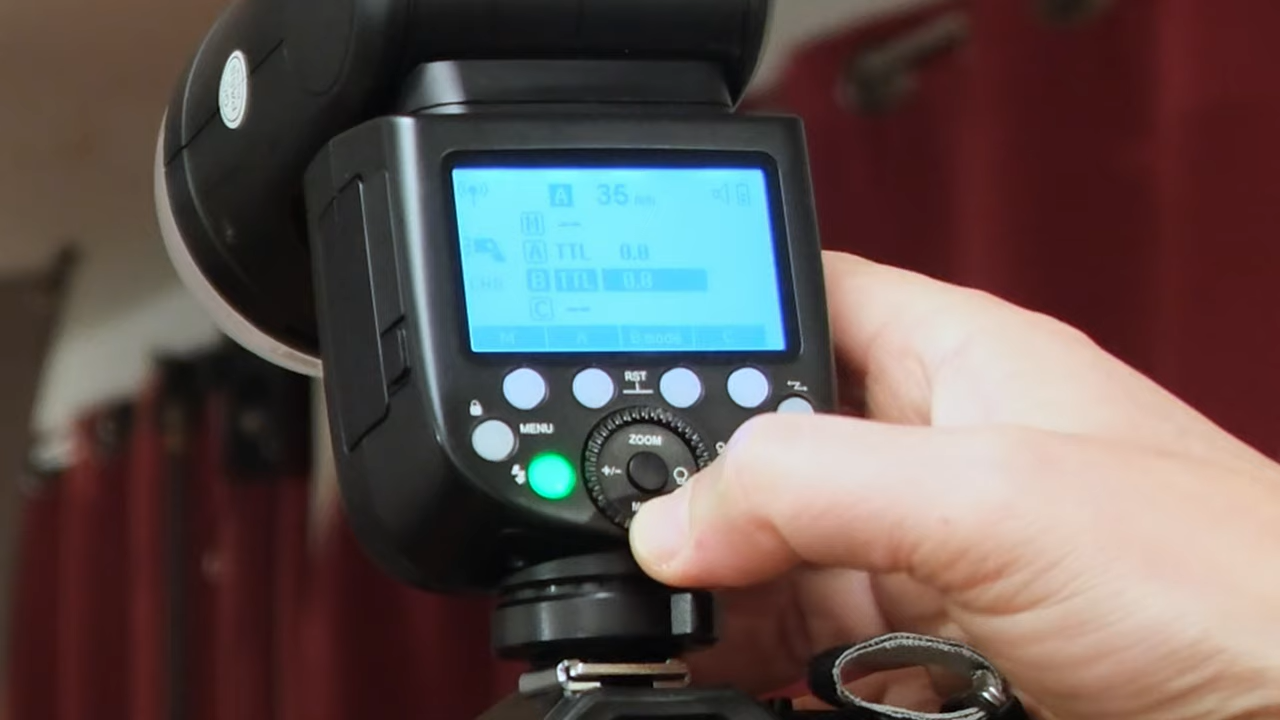 A 35 mm
M --
A TTL 0.0
B TTL 0.0
C --
M A B.mode C
RST
MENU
ZOOM
+/-